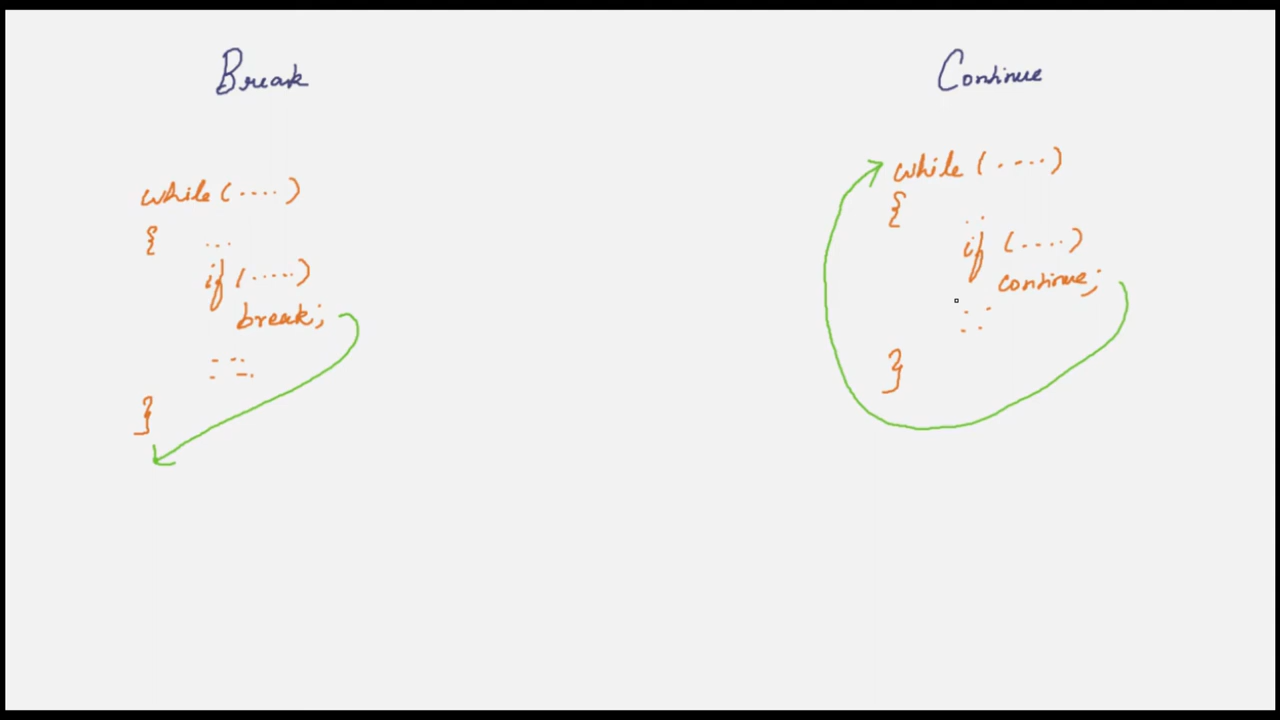 Break
while (....)
{ ...
if (.....)
break;
}
Continue
while (.....)
{ ..
if (.....)
continue;
}